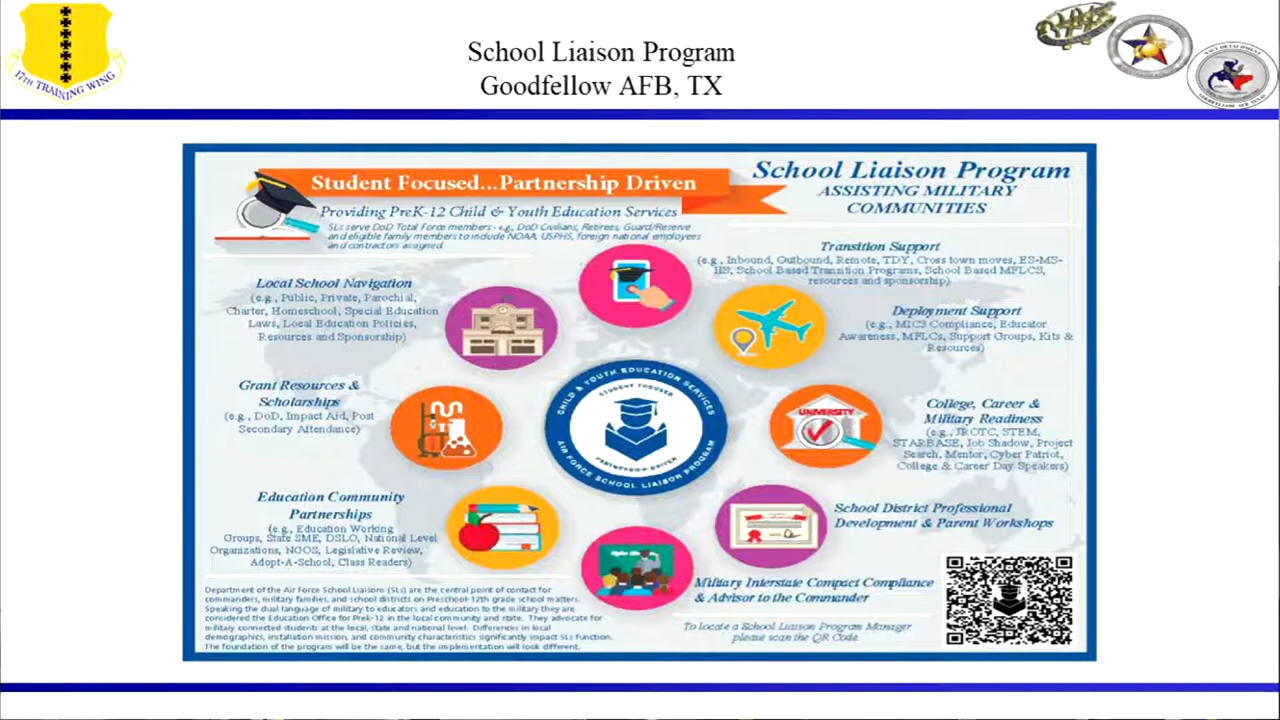 School Liaison Program
Goodfellow AFB, TX
17TH TRAINING WING
Student Focused...Partnership Driven
School Liaison Program
ASSISTING MILITARY
COMMUNITIES
Providing PreK-12 Child & Youth Education Services
SLs serve DoD Total Force members - e.g., DoD Civilians, Retirees, Guard/Reserve
and eligible family members to include NOAA, USPHS, foreign national employees
and contractors assigned
Transition Support
(e.g., Inbound, Outbound, Remote, TDY, Cross town moves, ES-MS-
HS, School Based Transition Programs, School Based MFLCS,
resources and sponsorship)
Local School Navigation
(e.g., Public, Private, Parochial,
Charter, Homeschool, Special Education
Laws, Local Education Policies,
Resources and Sponsorship)
Deployment Support
(e.g., MIC3 Compliance, Educator
Awareness, MFLCs, Support Groups, Kits &
Resources)
Grant Resources &
Scholarships
(e.g., DoD, Impact Aid, Post
Secondary Attendance)
CHILD & YOUTH EDUCATION SERVICES
STUDENT FOCUSED
PARTNERSHIP DRIVEN
AIR FORCE SCHOOL LIAISON PROGRAM
UNIVERSITY
College, Career &
Military Readiness
(e.g., JROTC, STEM,
STARBASE, Job Shadow, Project
Search, Mentor, Cyber Patriot,
College & Career Day Speakers)
Education Community
Partnerships
(e.g., Education Working
Groups, State SME, DSLO, National Level
Organizations, NGOS, Legislative Review,
Adopt-A-School, Class Readers)
School District Professional
Development & Parent Workshops
Military Interstate Compact Compliance
& Advisor to the Commander
Department of the Air Force School Liaisons (SLs) are the central point of contact for
commanders, military families, and school districts on Preschool-12th grade school matters.
Speaking the dual language of military to educators and education to the military they are
considered the Education Office for PreK-12 in the local community and state. They advocate for
military connected students at the local, state and national level. Differences in local
demographics, installation mission, and community characteristics significantly impact SLs function.
The foundation of the program will be the same, but the implementation will look different.
To locate a School Liaison Program Manager
please scan the QR Code.